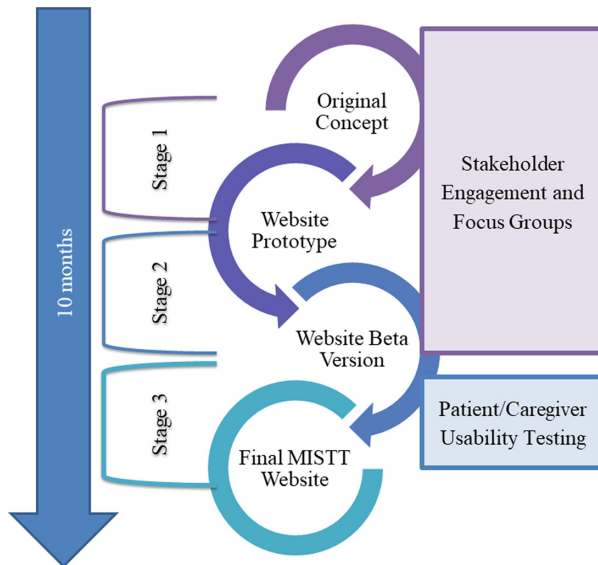 Original
Concept
Stage 1
Stakeholder
Engagement and
Focus Groups
Website
Prototype
10 months
Stage 2
Website Beta
Version
Stage 3
Patient/Caregiver
Usability Testing
Final MISTT
Website